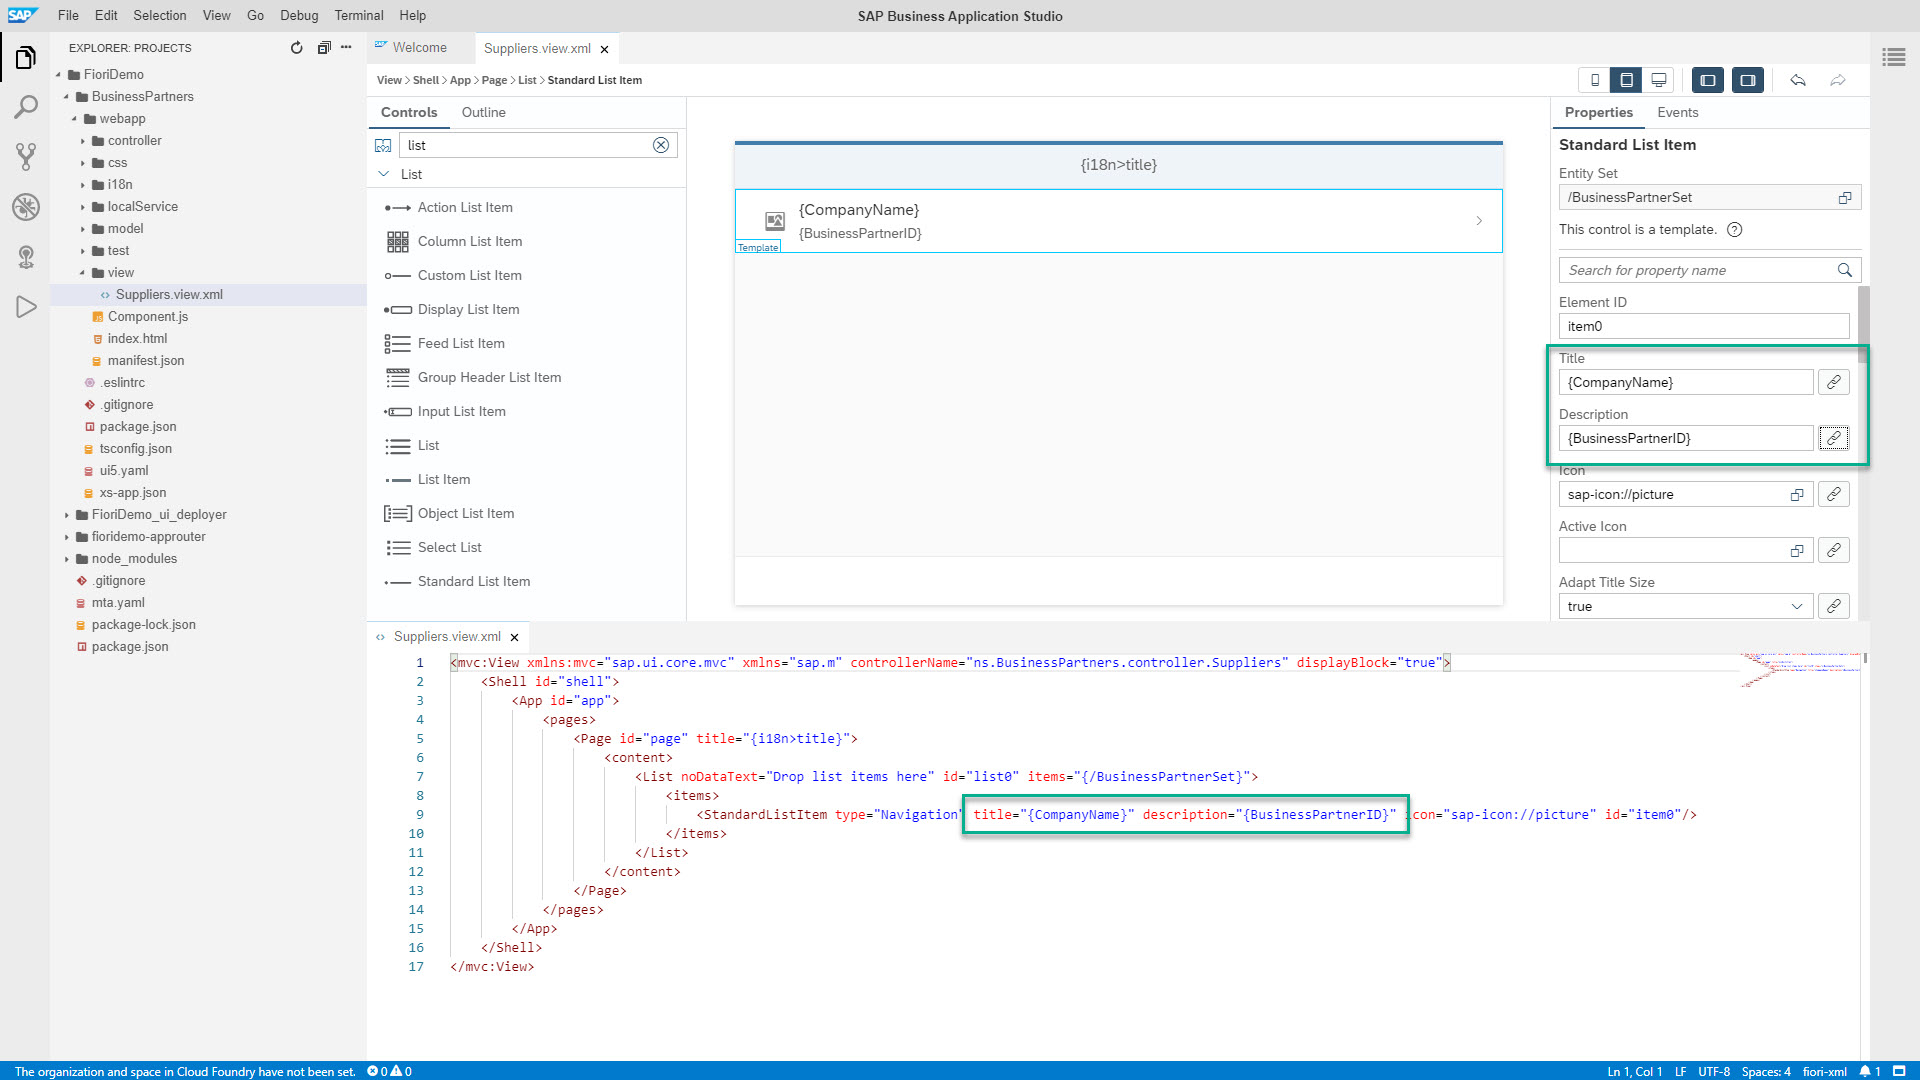 SAP File Edit Selection View Go Debug Terminal Help SAP Business Application Studio
EXPLORER: PROJECTS
FioriDemo
BusinessPartners
webapp
controller
css
i18n
localService
model
test
view
Suppliers.view.xml
Component.js
index.html
manifest.json
.eslintrc
.gitignore
package.json
tsconfig.json
ui5.yaml
xs-app.json
FioriDemo_ui_deployer
fioridemo-approuter
node_modules
.gitignore
mta.yaml
package-lock.json
package.json
Welcome Suppliers.view.xml
View > Shell > App > Page > List > Standard List Item
Controls Outline
list
List
Action List Item
Column List Item
Custom List Item
Display List Item
Feed List Item
Group Header List Item
Input List Item
List
List Item
Object List Item
Select List
Standard List Item
{i18n>title}
{CompanyName}
{BusinessPartnerID}
Template
Properties Events
Standard List Item
Entity Set
/BusinessPartnerSet
This control is a template.
Search for property name
Element ID
item0
Title
{CompanyName}
Description
{BusinessPartnerID}
Icon
sap-icon://picture
Active Icon
Adapt Title Size
true
Suppliers.view.xml
1 <mvc:View xmlns:mvc="sap.ui.core.mvc" xmlns="sap.m" controllerName="ns.BusinessPartners.controller.Suppliers" displayBlock="true">
2 <Shell id="shell">
3 <App id="app">
4 <pages>
5 <Page id="page" title="{i18n>title}">
6 <content>
7 <List noDataText="Drop list items here" id="list0" items="{/BusinessPartnerSet}">
8 <items>
9 <StandardListItem type="Navigation" title="{CompanyName}" description="{BusinessPartnerID}" icon="sap-icon://picture" id="item0"/>
10 </items>
11 </List>
12 </content>
13 </Page>
14 </pages>
15 </App>
16 </Shell>
17 </mvc:View>
The organization and space in Cloud Foundry have not been set. 0 0 Ln 1, Col 1 LF UTF-8 Spaces: 4 fiori-xml 1